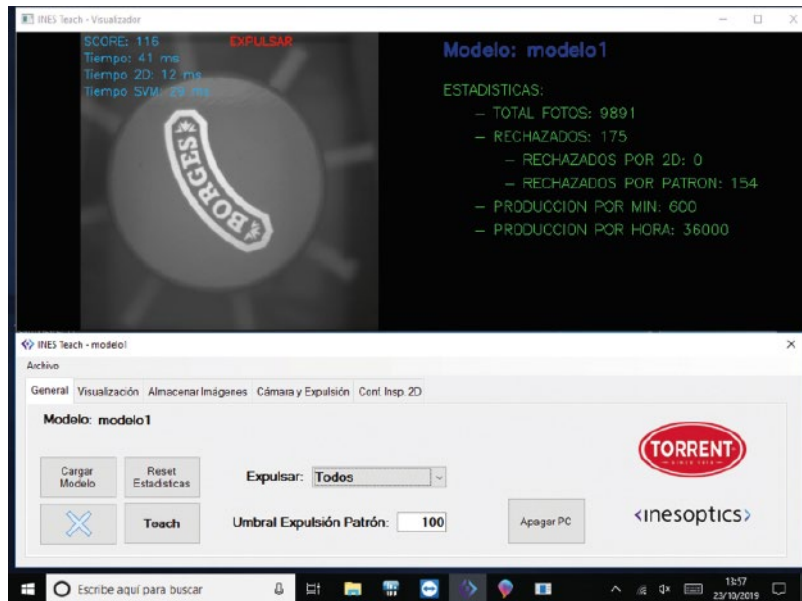 INES Teach - Visualizador
SCORE: 116
EXPULSAR
Tiempo: 41 ms
Tiempo 2D: 12 ms
Tiempo SVM: 29 ms
BORGES
Modelo: modelo1
ESTADISTICAS:
– TOTAL FOTOS: 9891
– RECHAZADOS: 175
– RECHAZADOS POR 2D: 0
– RECHAZADOS POR PATRON: 154
– PRODUCCION POR MIN: 600
– PRODUCCION POR HORA: 36000
INES Teach - modelo1
Archivo
General Visualización Almacenar Imágenes Cámara y Expulsión Conf. Insp. 2D
Modelo: modelo1
Cargar
Modelo
Reset
Estadisticas
Expulsar: Todos
Teach
Umbral Expulsión Patrón: 100
Apagar PC
TORRENT
<inesoptics>
Escribe aquí para buscar
13:57
23/10/2019